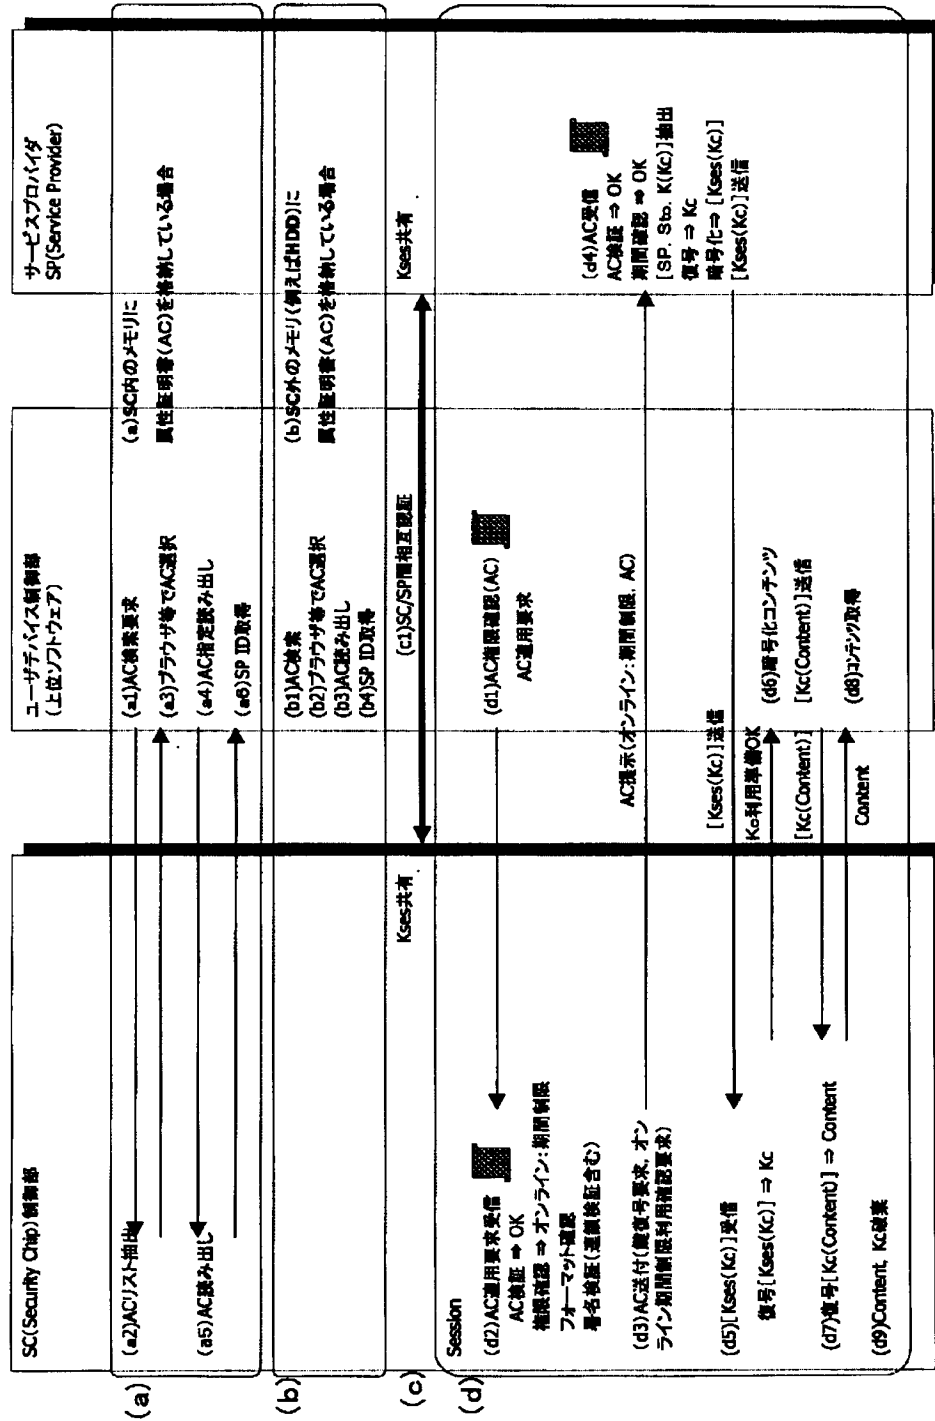 SC(Security Chip)制御部
ユーザデバイス制御部
(上位ソフトウェア)
サービスプロバイダ
SP(Service Provider)
(a)
(a1)AC検索要求
(a2)ACリスト抽出
(a3)ブラウザ等でAC選択
(a4)AC指定読み出し
(a5)AC読み出し
(a6)SP ID取得
(a)SC内のメモリに
属性証明書(AC)を格納している場合
(b)
(b1)AC検索
(b2)ブラウザ等でAC選択
(b3)AC読み出し
(b4)SP ID取得
(b)SC外のメモリ(例えばHDD)に
属性証明書(AC)を格納している場合
(c)
Kses共有
(c1)SC/SP間相互認証
Kses共有
(d)
Session
(d1)AC権限確認(AC)
AC適用要求
(d2)AC適用要求受信
AC検証 ⇒ OK
権限確認 ⇒ オンライン:期間制限
フォーマット確認
署名検証(連鎖検証含む)
(d3)AC送付(鍵復号要求, オン
ライン期間制限利用確認要求)
AC提示(オンライン:期間制限, AC)
(d4)AC受信
AC検証 ⇒ OK
期間確認 ⇒ OK
[SP. Sto. K(Kc)]抽出
復号 ⇒ Kc
暗号化⇒ [Kses(Kc)]
[Kses(Kc)]送信
[Kses(Kc)]送信
(d5)[Kses(Kc)]受信
復号[Kses(Kc)] ⇒ Kc
Kc利用準備OK
(d6)暗号化コンテンツ
[Kc(Content)]送信
[Kc(Content)]
(d7)復号[Kc(Content)] ⇒ Content
Content
(d8)コンテンツ取得
(d9)Content, Kc破棄